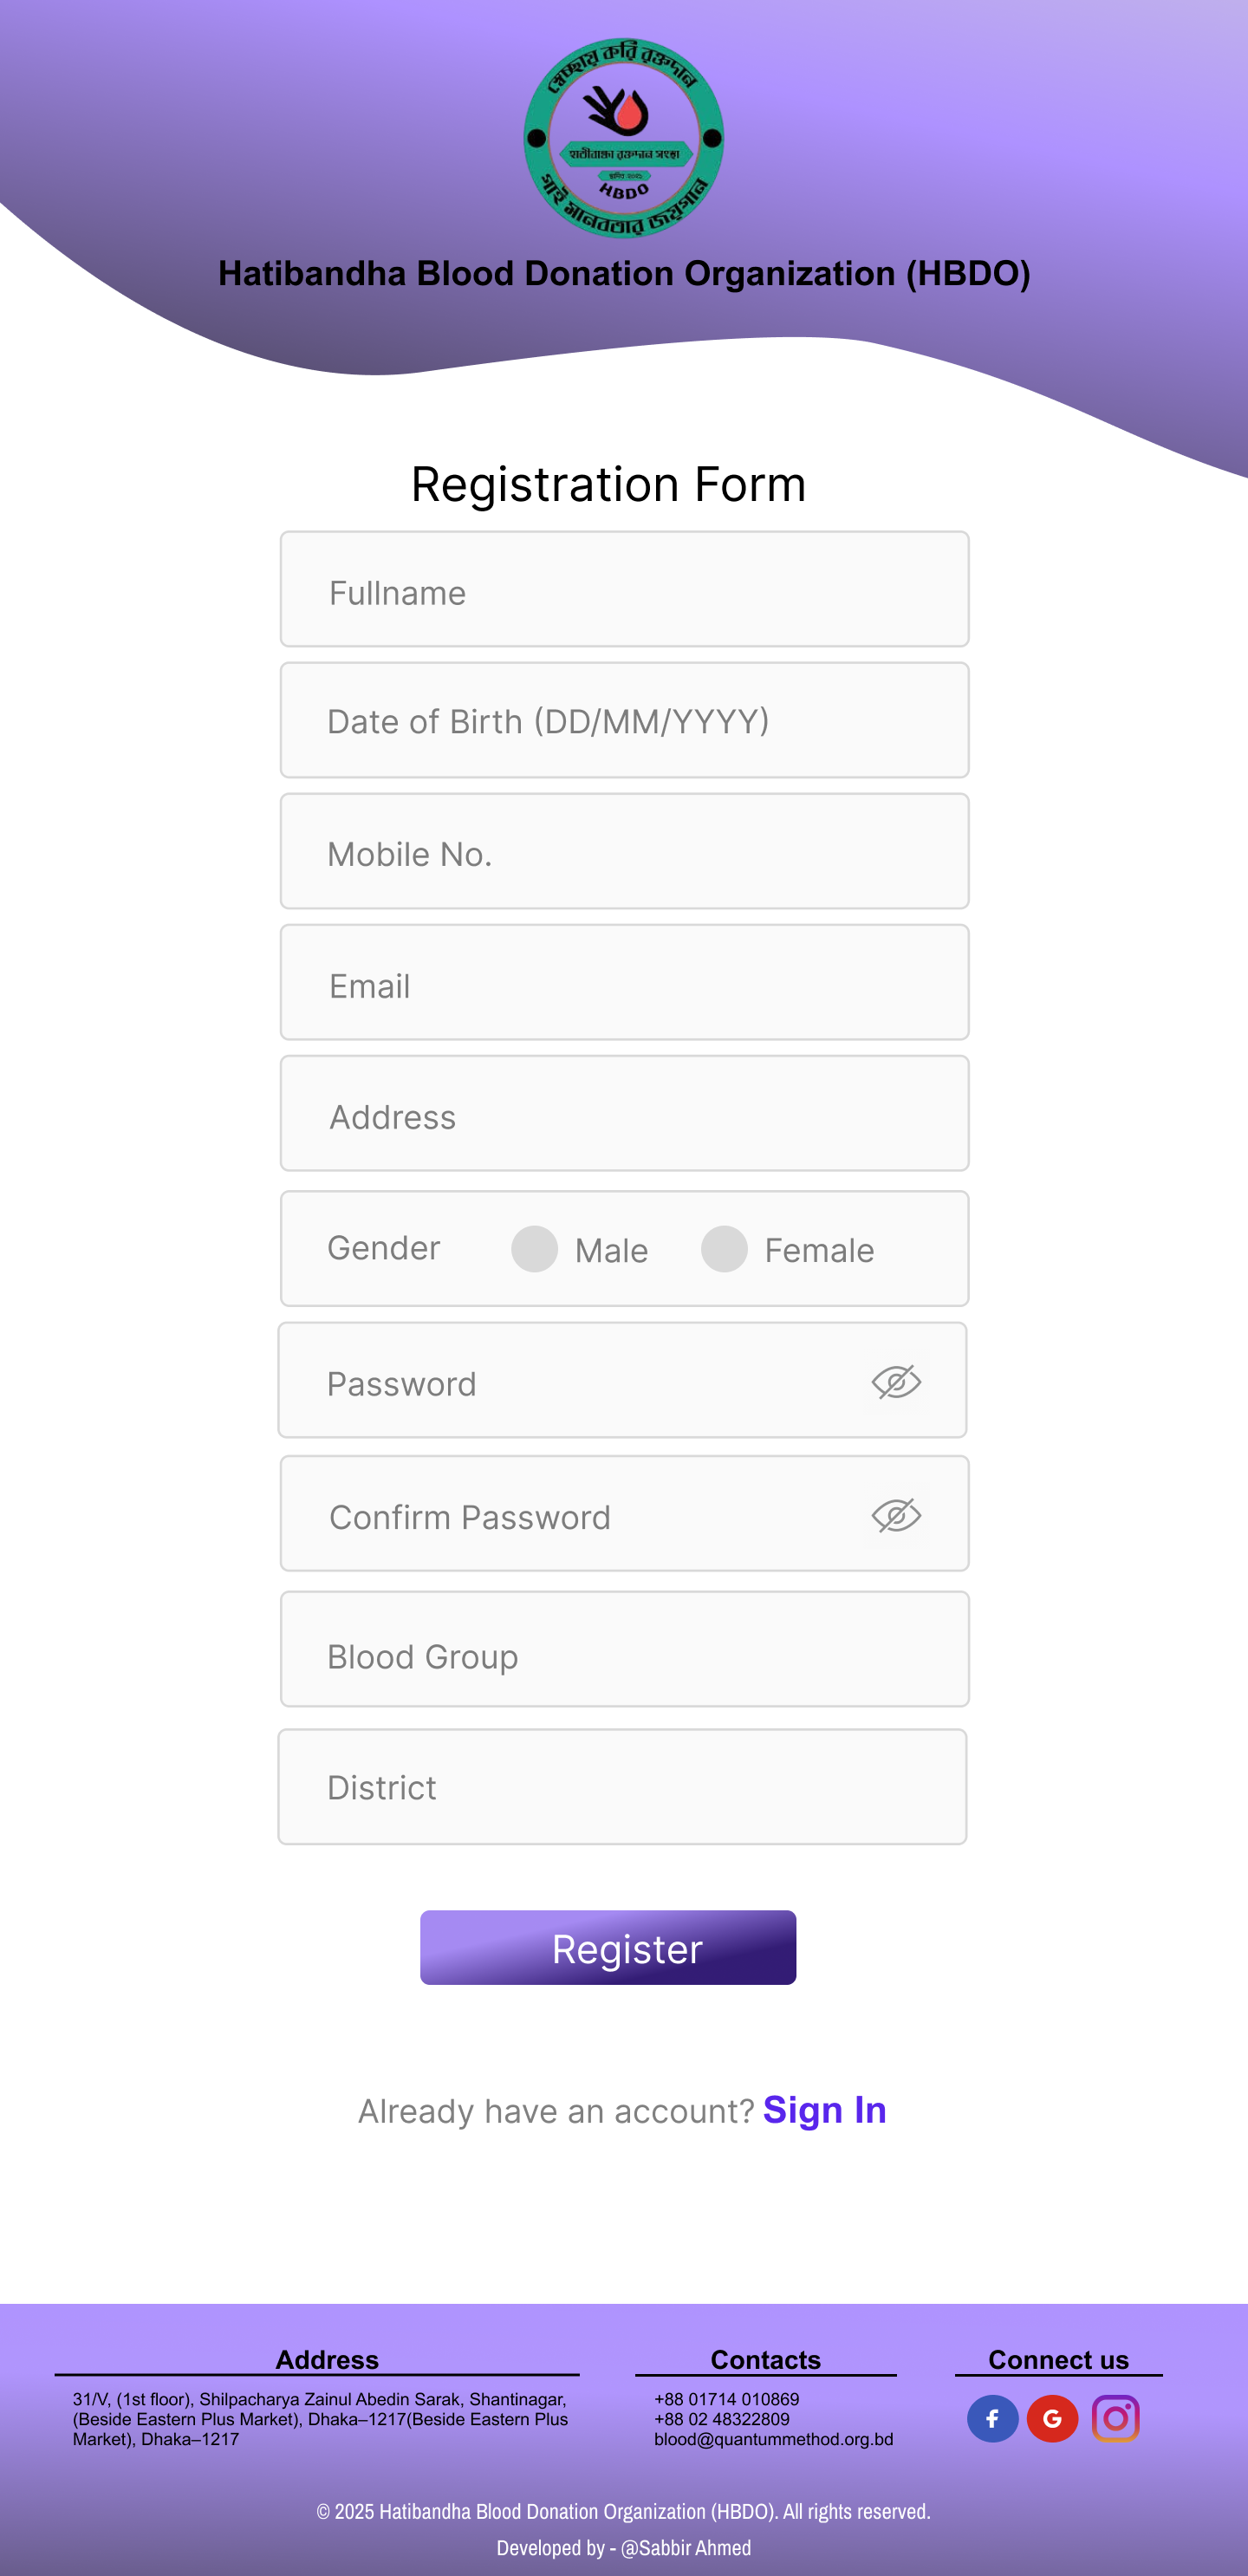 স্বেচ্ছায় করি রক্তদান
হাতীবান্ধা রক্তদান সংস্থা
HBDO
গাই মানবতার জয়গান
Hatibandha Blood Donation Organization (HBDO)
Registration Form
Fullname
Date of Birth (DD/MM/YYYY)
Mobile No.
Email
Address
Gender Male Female
Password
Confirm Password
Blood Group
District
Register
Already have an account? Sign In
Address
31/V, (1st floor), Shilpacharya Zainul Abedin Sarak, Shantinagar,
(Beside Eastern Plus Market), Dhaka–1217(Beside Eastern Plus
Market), Dhaka–1217
Contacts
+88 01714 010869
+88 02 48322809
blood@quantummethod.org.bd
Connect us
© 2025 Hatibandha Blood Donation Organization (HBDO). All rights reserved.
Developed by - @Sabbir Ahmed